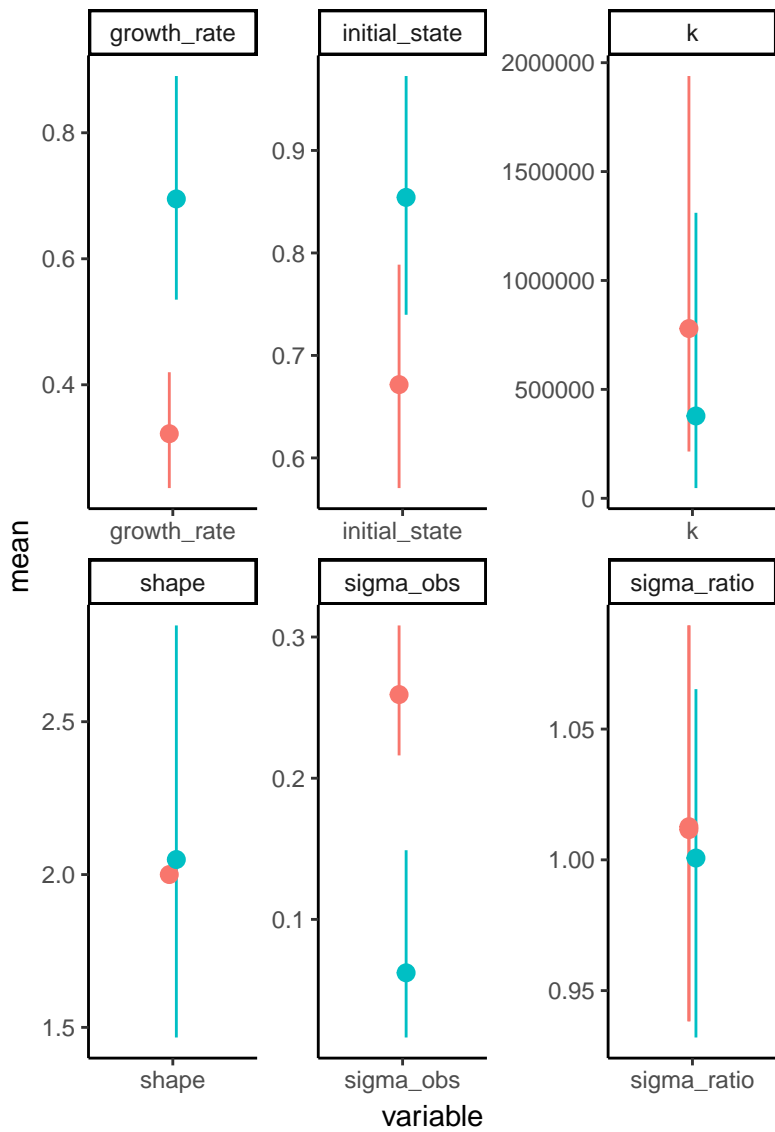 growth_rate
initial_state
k
0.8
0.6
0.4
0.9
0.8
0.7
0.6
2000000
1500000
1000000
500000
0
growth_rate
initial_state
k
mean
shape
sigma_obs
sigma_ratio
2.5
2.0
1.5
0.3
0.2
0.1
1.05
1.00
0.95
shape
sigma_obs
sigma_ratio
variable